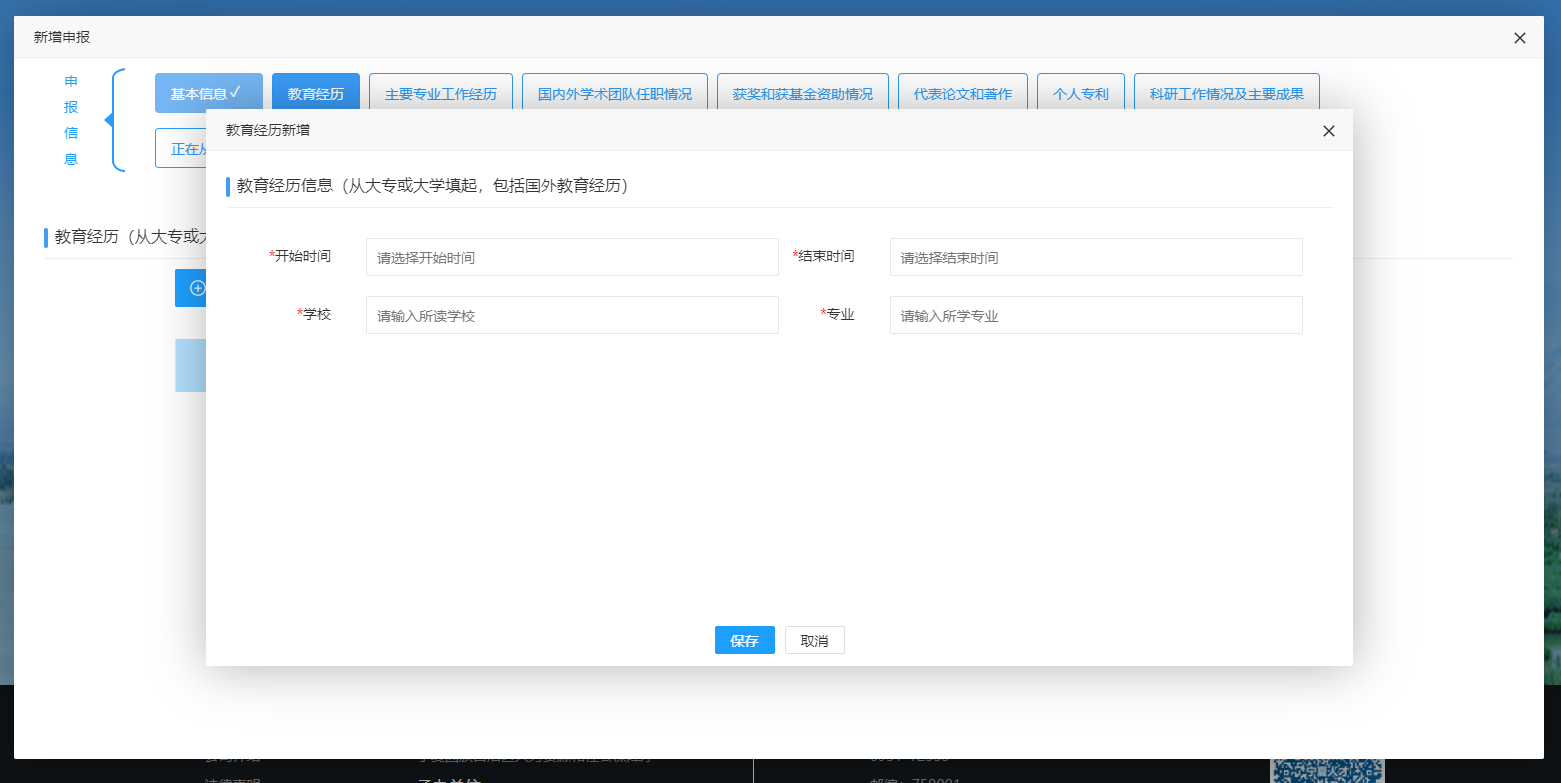 新增申报
申报信息
基本信息✓ 教育经历 主要专业工作经历 国内外学术团队任职情况 获奖和获基金资助情况 代表论文和著作 个人专利 科研工作情况及主要成果
正在从
教育经历新增
教育经历信息（从大专或大学填起，包括国外教育经历）
教育经历（从大专或大
*开始时间 请选择开始时间 *结束时间 请选择结束时间
*学校 请输入所读学校 *专业 请输入所学专业
保存 取消